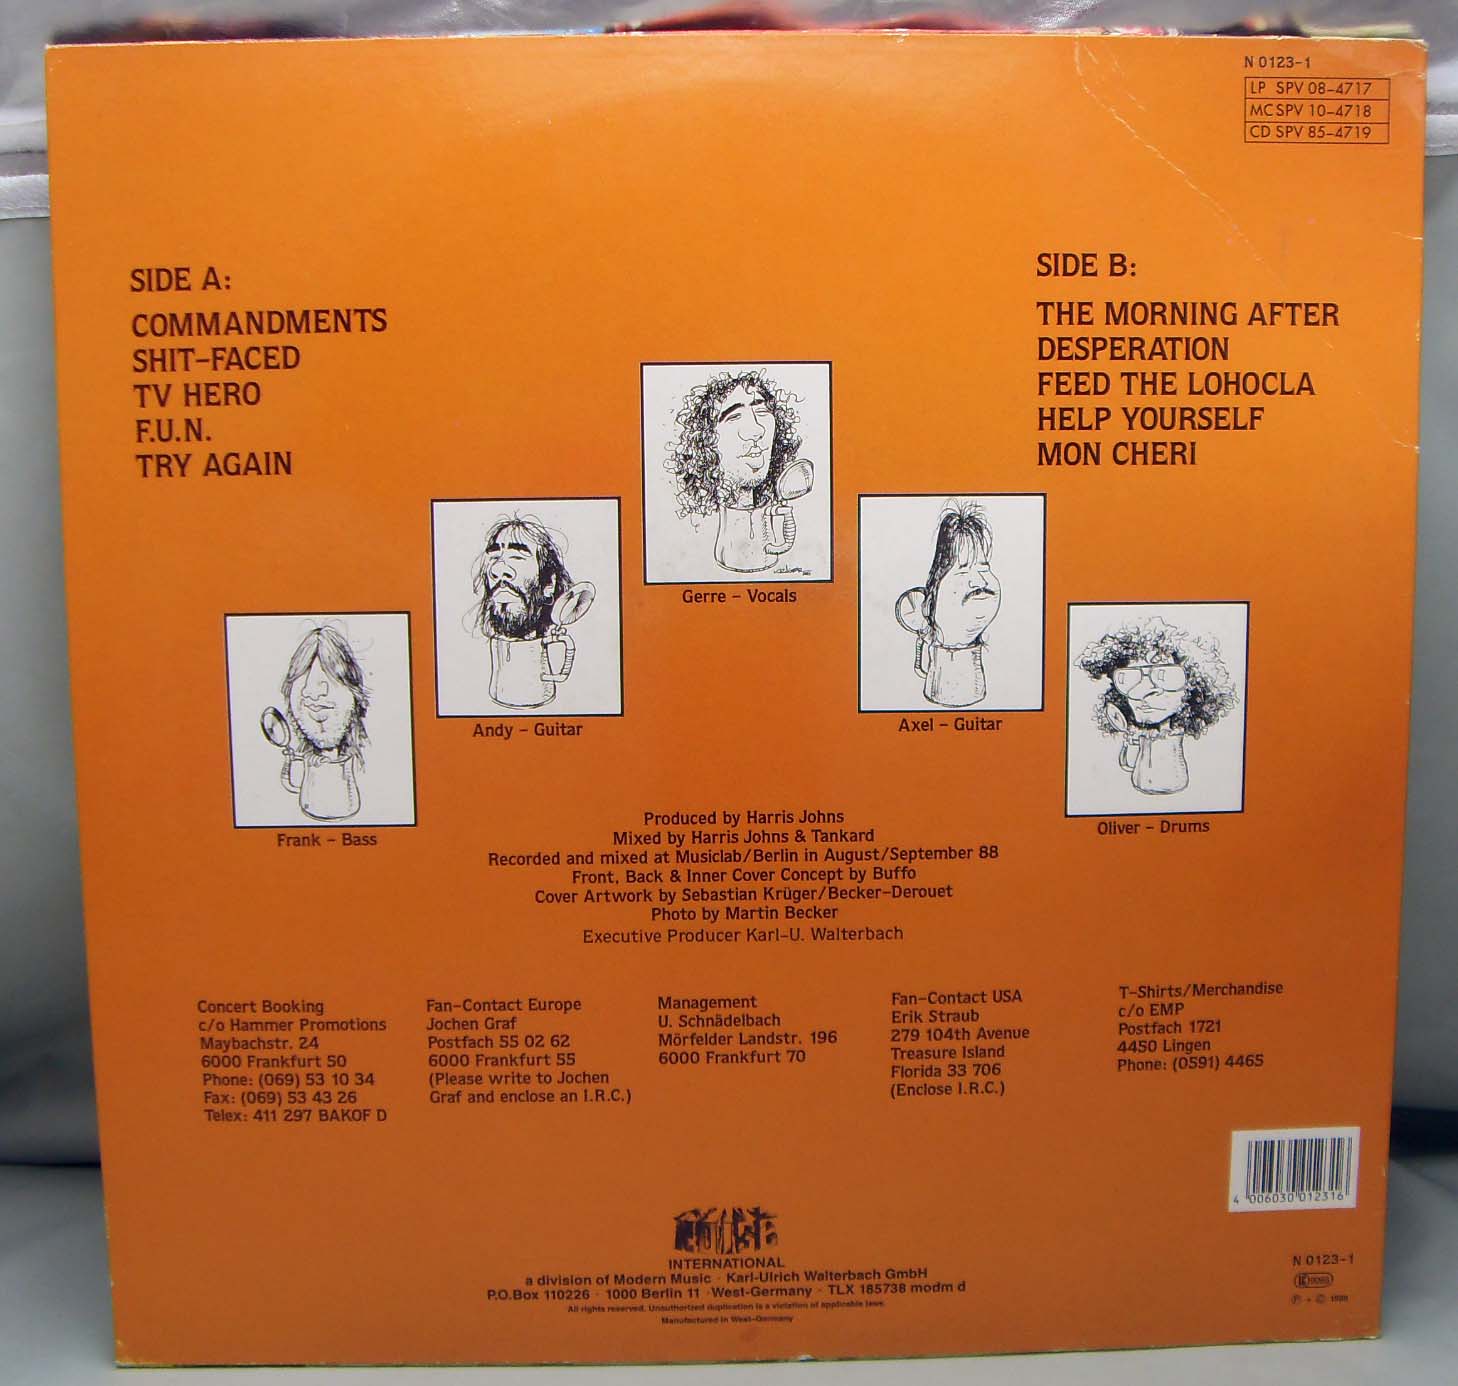 N 0123-1
LP SPV 08-4717
MC SPV 10-4718
CD SPV 85-4719
SIDE A:
COMMANDMENTS
SHIT-FACED
TV HERO
F.U.N.
TRY AGAIN
SIDE B:
THE MORNING AFTER
DESPERATION
FEED THE LOHOCLA
HELP YOURSELF
MON CHERI
Gerre - Vocals
Andy - Guitar
Axel - Guitar
Frank - Bass
Oliver - Drums
Produced by Harris Johns
Mixed by Harris Johns & Tankard
Recorded and mixed at Musiclab/Berlin in August/September 88
Front, Back & Inner Cover Concept by Buffo
Cover Artwork by Sebastian Krüger/Becker-Derouet
Photo by Martin Becker
Executive Producer Karl-U. Walterbach
Concert Booking
c/o Hammer Promotions
Maybachstr. 24
6000 Frankfurt 50
Phone: (069) 53 10 34
Fax: (069) 53 43 26
Telex: 411 297 BAKOF D
Fan-Contact Europe
Jochen Graf
Postfach 55 02 62
6000 Frankfurt 55
(Please write to Jochen
Graf and enclose an I.R.C.)
Management
U. Schnädelbach
Mörfelder Landstr. 196
6000 Frankfurt 70
Fan-Contact USA
Erik Straub
279 104th Avenue
Treasure Island
Florida 33 706
(Enclose I.R.C.)
T-Shirts/Merchandise
c/o EMP
Postfach 1721
4450 Lingen
Phone: (0591) 4465
4 006030 012316
NOISE
INTERNATIONAL
a division of Modern Music · Karl-Ulrich Walterbach GmbH
P.O.Box 110226 · 1000 Berlin 11 · West-Germany · TLX 185738 modm d
All rights reserved. Unauthorized duplication is a violation of applicable laws.
Manufactured in West-Germany
N 0123-1
℗ + © 1988